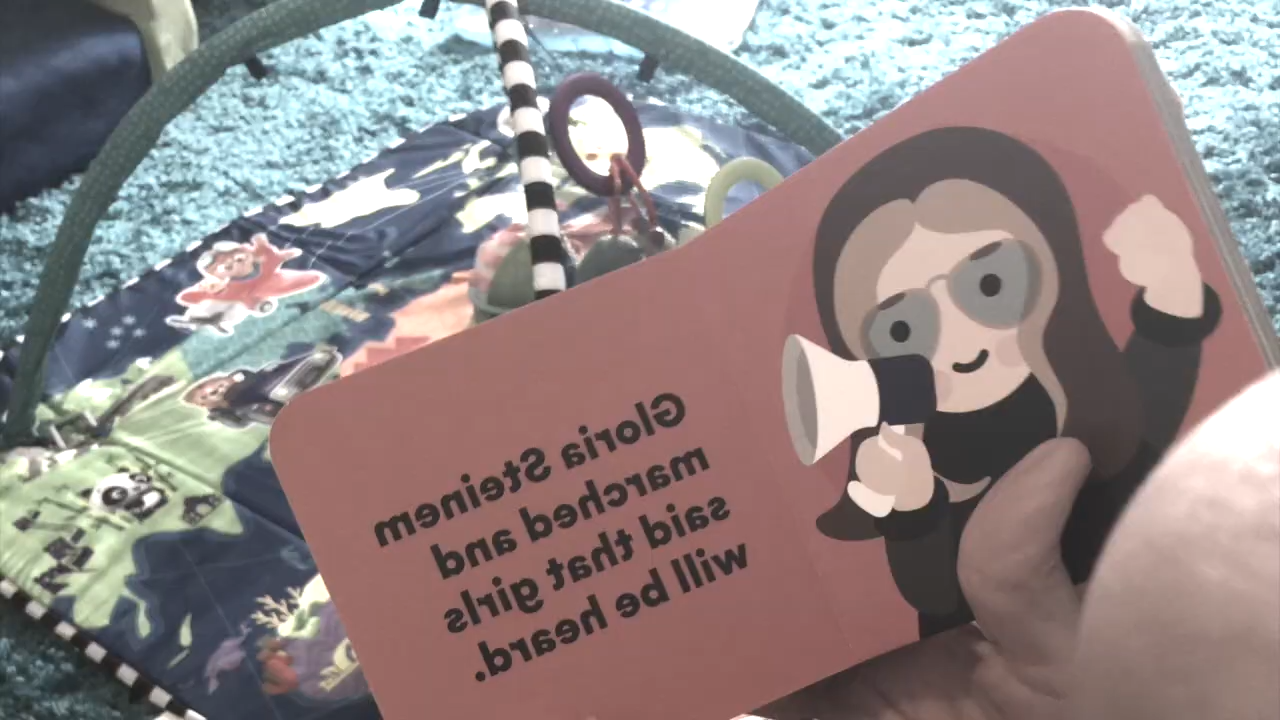 Gloria Steinem
marched and
said that girls
will be heard.